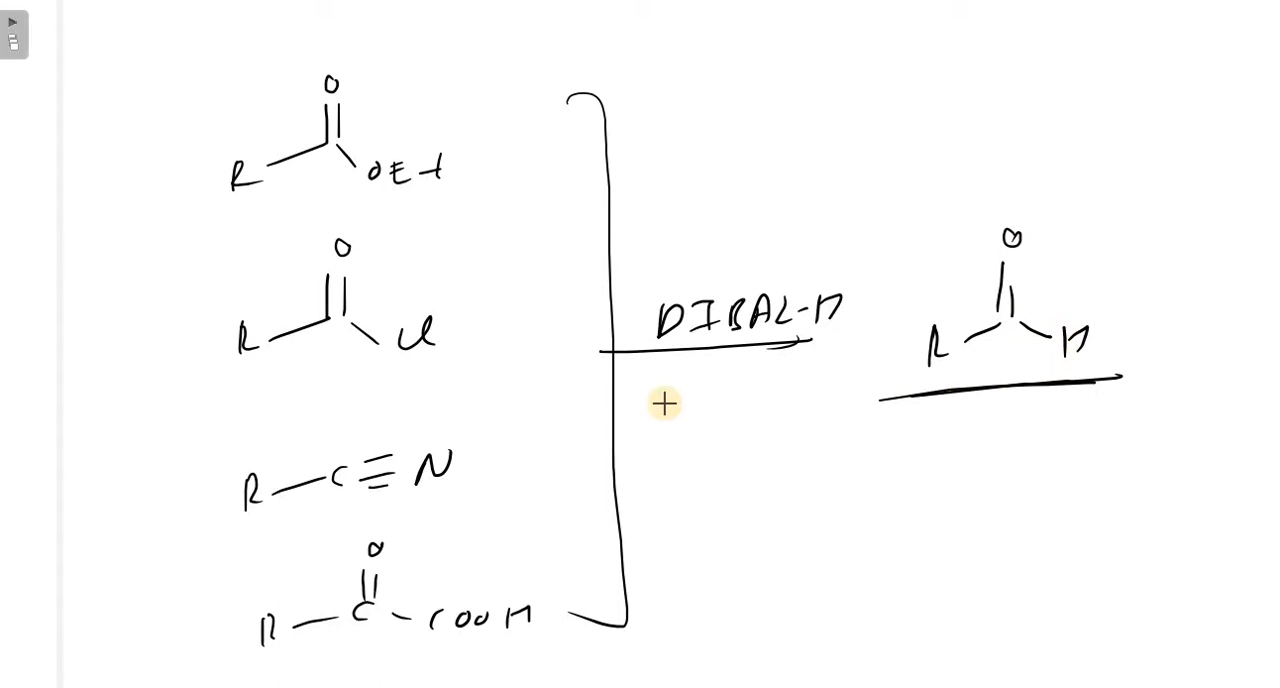 O
R OEt
O
R Cl
DIBAL-H
O
R H
R—C≡N
O
R—C—COOH